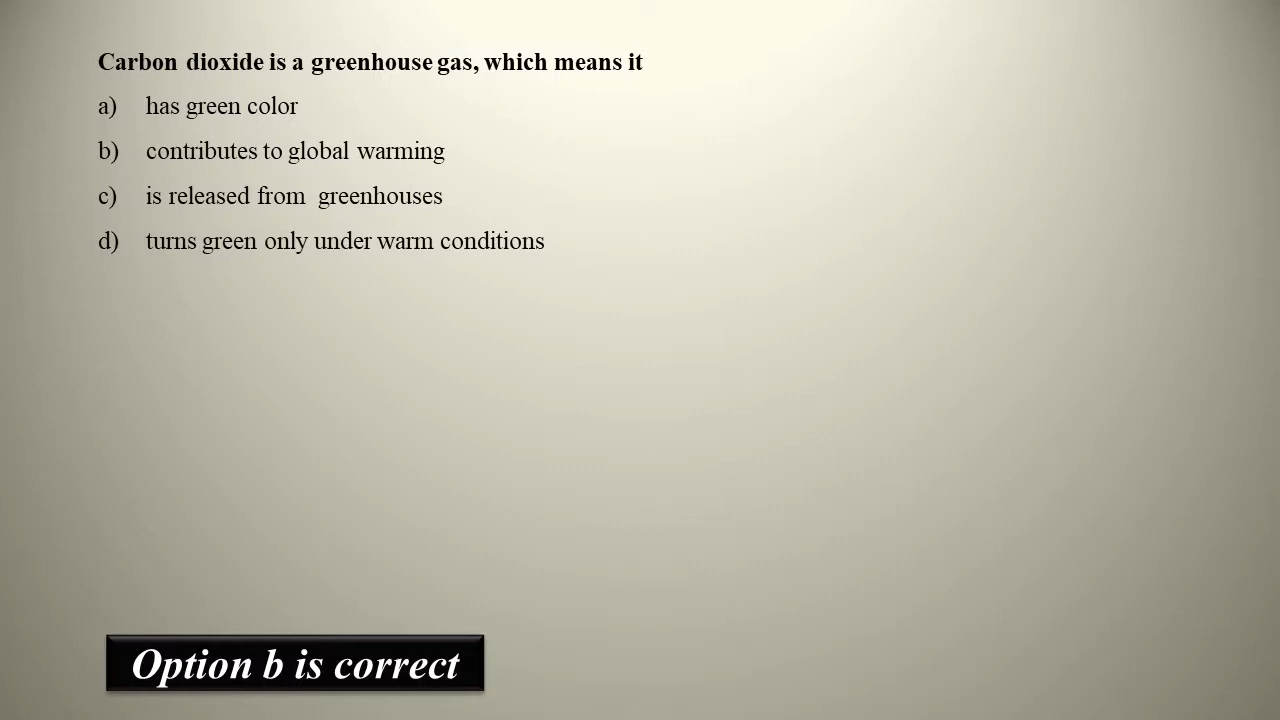 Carbon dioxide is a greenhouse gas, which means it
a) has green color
b) contributes to global warming
c) is released from greenhouses
d) turns green only under warm conditions
Option b is correct